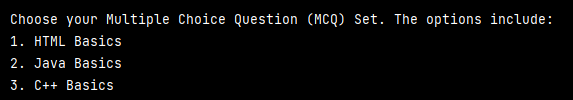 Choose your Multiple Choice Question (MCQ) Set. The options include:
1. HTML Basics
2. Java Basics
3. C++ Basics